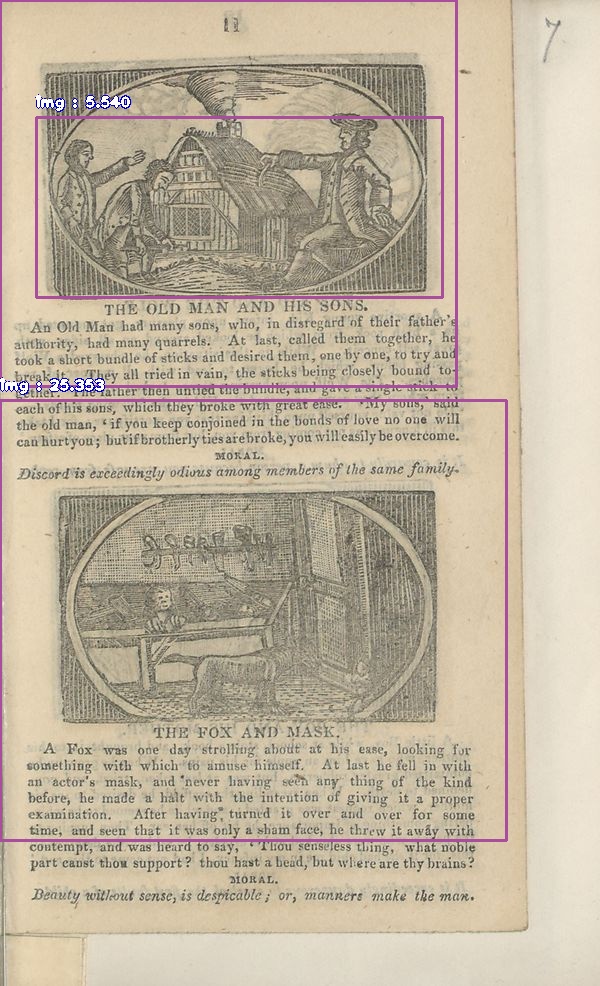 11
7
img : 5.540
THE OLD MAN AND HIS SONS.
An Old Man had many sons, who, in disregard of their father's
authority, had many quarrels. At last, called them together, he
took a short bundle of sticks and desired them, one by one, to try and
break it. They all tried in vain, the sticks being closely bound to-
img : 25.353
gether. The father then untied the bundle, and gave a single stick to
each of his sons, which they broke with great ease. 'My sons,' said
the old man, 'if you keep conjoined in the bonds of love no one will
can hurt you; but if brotherly ties are broke, you will easily be overcome.
MORAL.
Discord is exceedingly odious among members of the same family.
THE FOX AND MASK.
A Fox was one day strolling about at his ease, looking for
something with which to amuse himself. At last he fell in with
an actor's mask, and never having seen any thing of the kind
before, he made a halt with the intention of giving it a proper
examination. After having turned it over and over for some
time, and seen that it was only a sham face, he threw it away with
contempt, and was heard to say, 'Thou senseless thing, what noble
part canst thou support? thou hast a head, but where are thy brains?
MORAL.
Beauty without sense, is despicable; or, manners make the man.